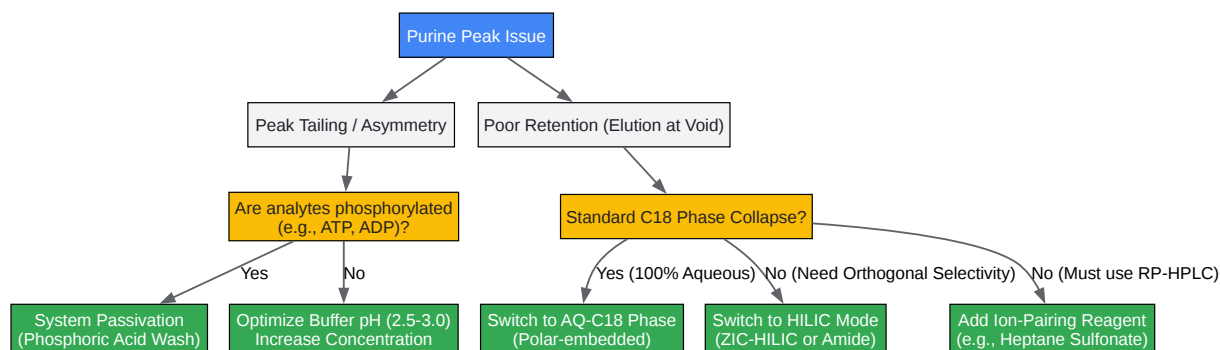 Purine Peak Issue
Peak Tailing / Asymmetry
Poor Retention (Elution at Void)
Are analytes phosphorylated
(e.g., ATP, ADP)?
Standard C18 Phase Collapse?
Yes
No
Yes (100% Aqueous)
No (Need Orthogonal Selectivity)
No (Must use RP-HPLC)
System Passivation
(Phosphoric Acid Wash)
Optimize Buffer pH (2.5-3.0)
Increase Concentration
Switch to AQ-C18 Phase
(Polar-embedded)
Switch to HILIC Mode
(ZIC-HILIC or Amide)
Add Ion-Pairing Reagent
(e.g., Heptane Sulfonate)